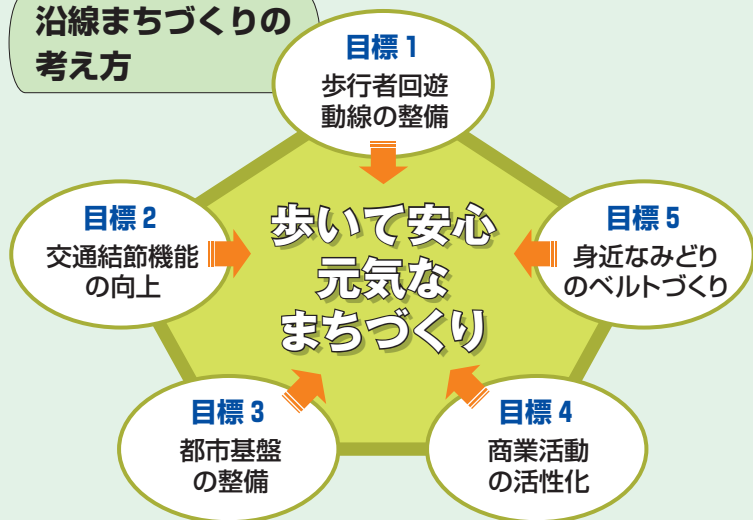 沿線まちづくりの
考え方
目標 1
歩行者回遊
動線の整備
目標 2
交通結節機能
の向上
歩いて安心
元気な
まちづくり
目標 5
身近なみどり
のベルトづくり
目標 3
都市基盤
の整備
目標 4
商業活動
の活性化